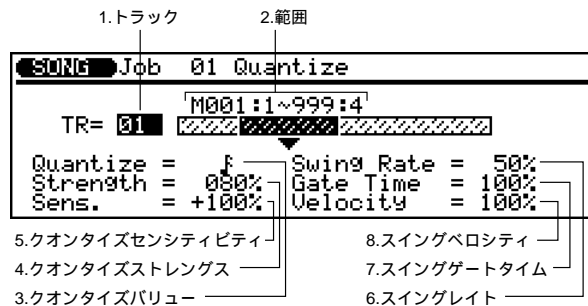 1.トラック 2.範囲
SONG Job 01 Quantize
M001:1~999:4
TR= 01
Quantize = Swing Rate = 50%
Strength = 080% Gate Time = 100%
Sens. = +100% Velocity = 100%
5.クオンタイズセンシティビティ 8.スイングベロシティ
4.クオンタイズストレングス 7.スイングゲートタイム
3.クオンタイズバリュー 6.スイングレイト